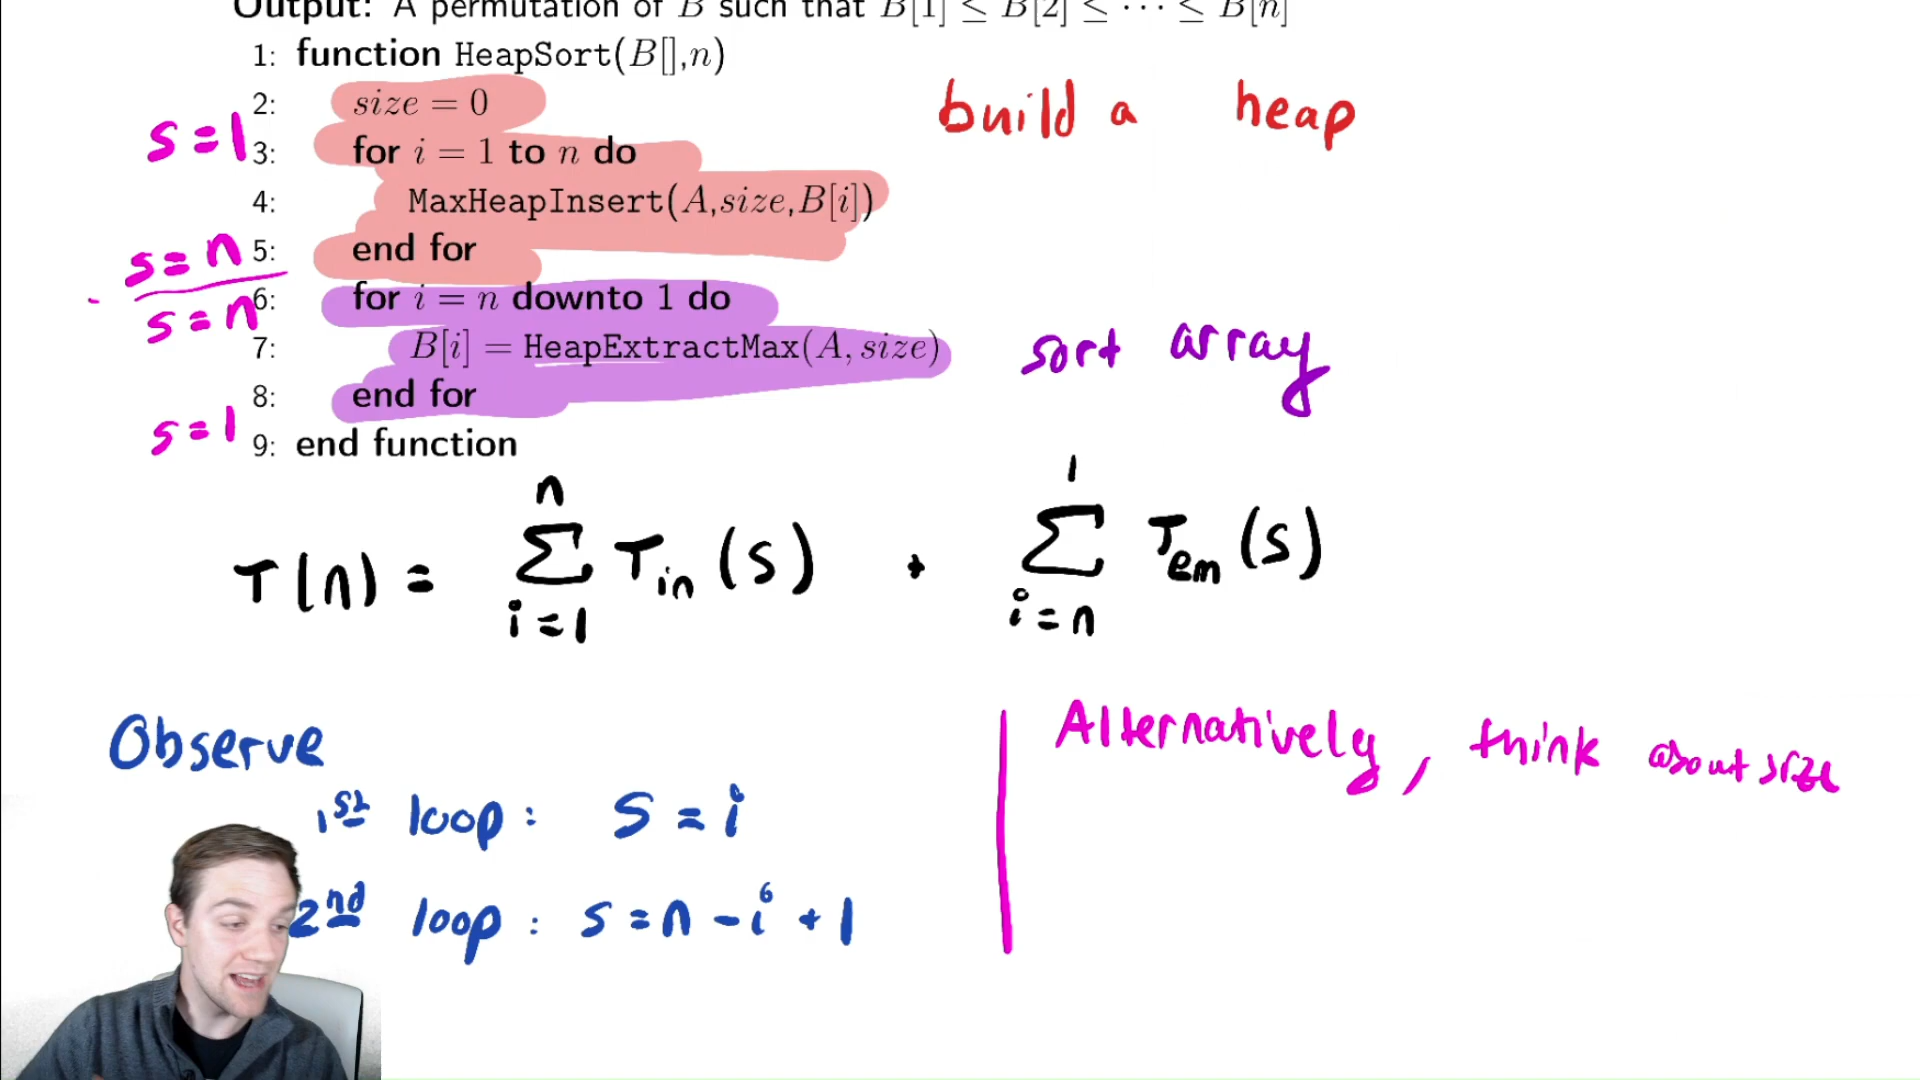 Output: A permutation of B such that B[1] ≤ B[2] ≤ ··· ≤ B[n]
1: function HeapSort(B[],n)
2: size = 0
build a heap
s=1
3: for i = 1 to n do
4: MaxHeapInsert(A,size,B[i])
s=n
5: end for
s=n
6: for i = n downto 1 do
7: B[i] = HeapExtractMax(A, size)
sort array
8: end for
s=1
9: end function
T(n) = n Σ i=1 T_in(s) + 1 Σ i=n T_em(s)
Observe
1st loop: s = i
2nd loop: s = n - i + 1
Alternatively, think about size